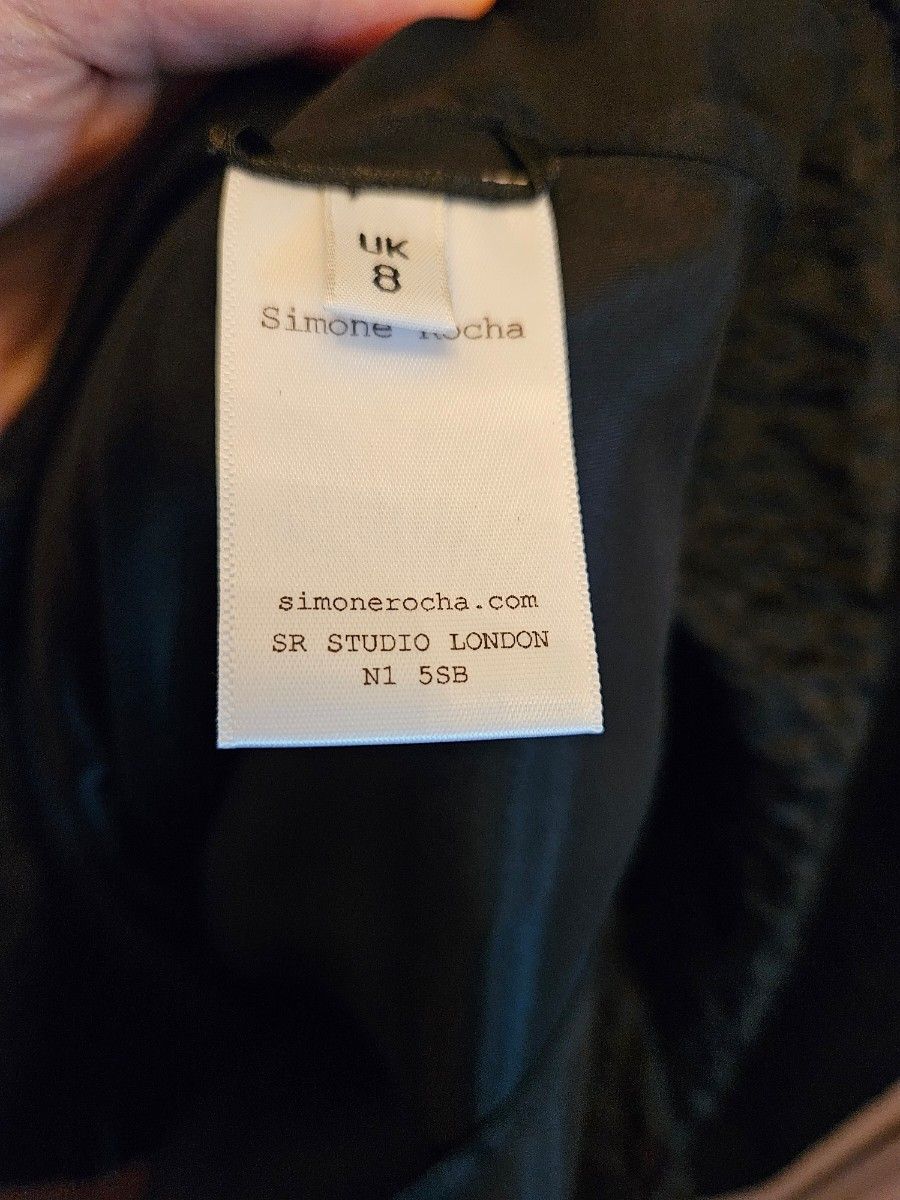 UK
8
Simone Rocha
simonerocha.com
SR STUDIO LONDON
N1 5SB